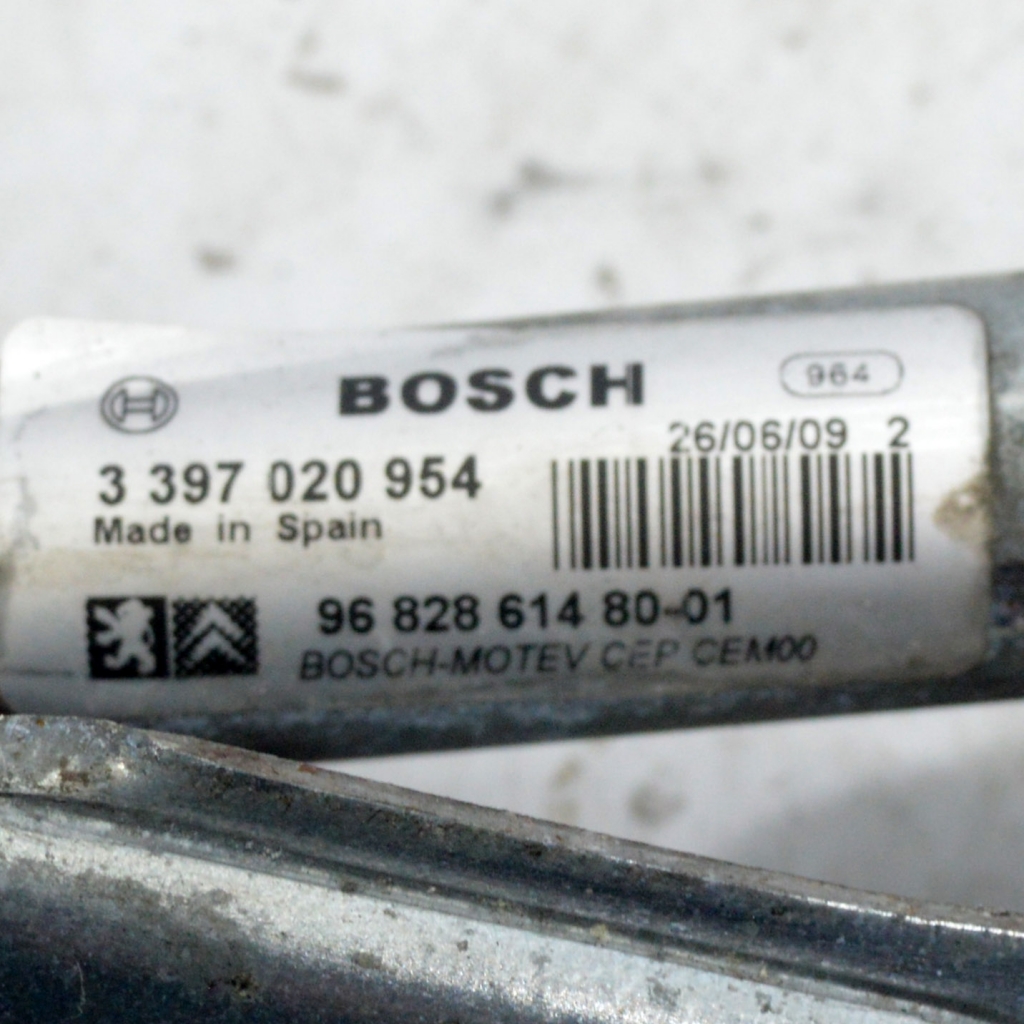 BOSCH
964
26/06/09 2
3 397 020 954
Made in Spain
96 828 614 80-01
BOSCH-MOTEV CEP CEM00